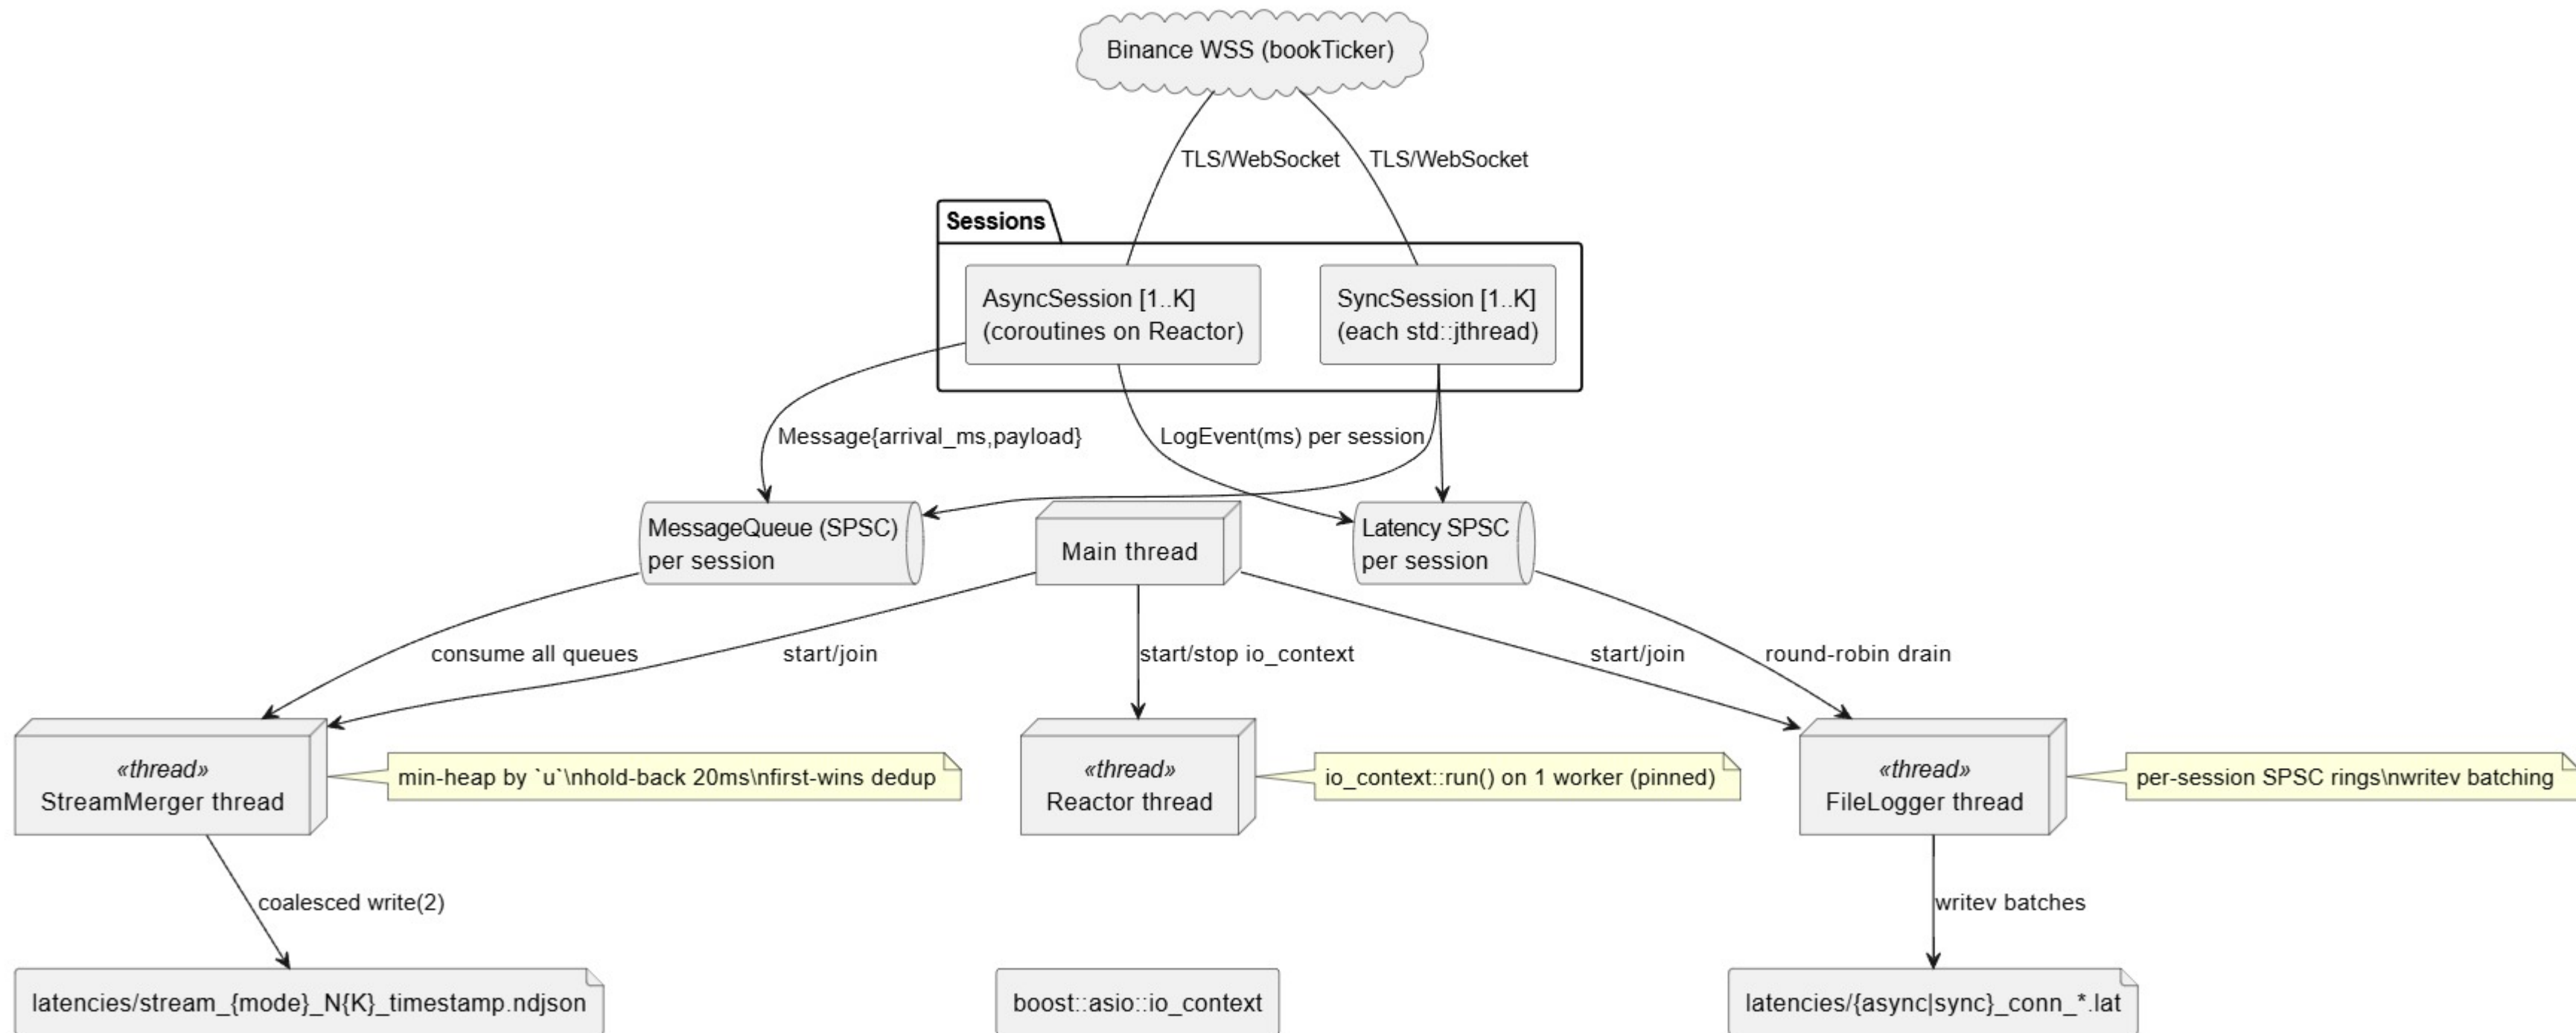 Binance WSS (bookTicker)
TLS/WebSocket
TLS/WebSocket
Sessions
AsyncSession [1..K]
(coroutines on Reactor)
SyncSession [1..K]
(each std::jthread)
Message{arrival_ms,payload}
LogEvent(ms) per session
MessageQueue (SPSC)
per session
Main thread
Latency SPSC
per session
consume all queues
start/join
start/stop io_context
start/join
round-robin drain
«thread»
StreamMerger thread
min-heap by `u`\nhold-back 20ms\nfirst-wins dedup
«thread»
Reactor thread
io_context::run() on 1 worker (pinned)
«thread»
FileLogger thread
per-session SPSC rings\nwritev batching
coalesced write(2)
writev batches
latencies/stream_{mode}_N{K}_timestamp.ndjson
boost::asio::io_context
latencies/{async|sync}_conn_*.lat